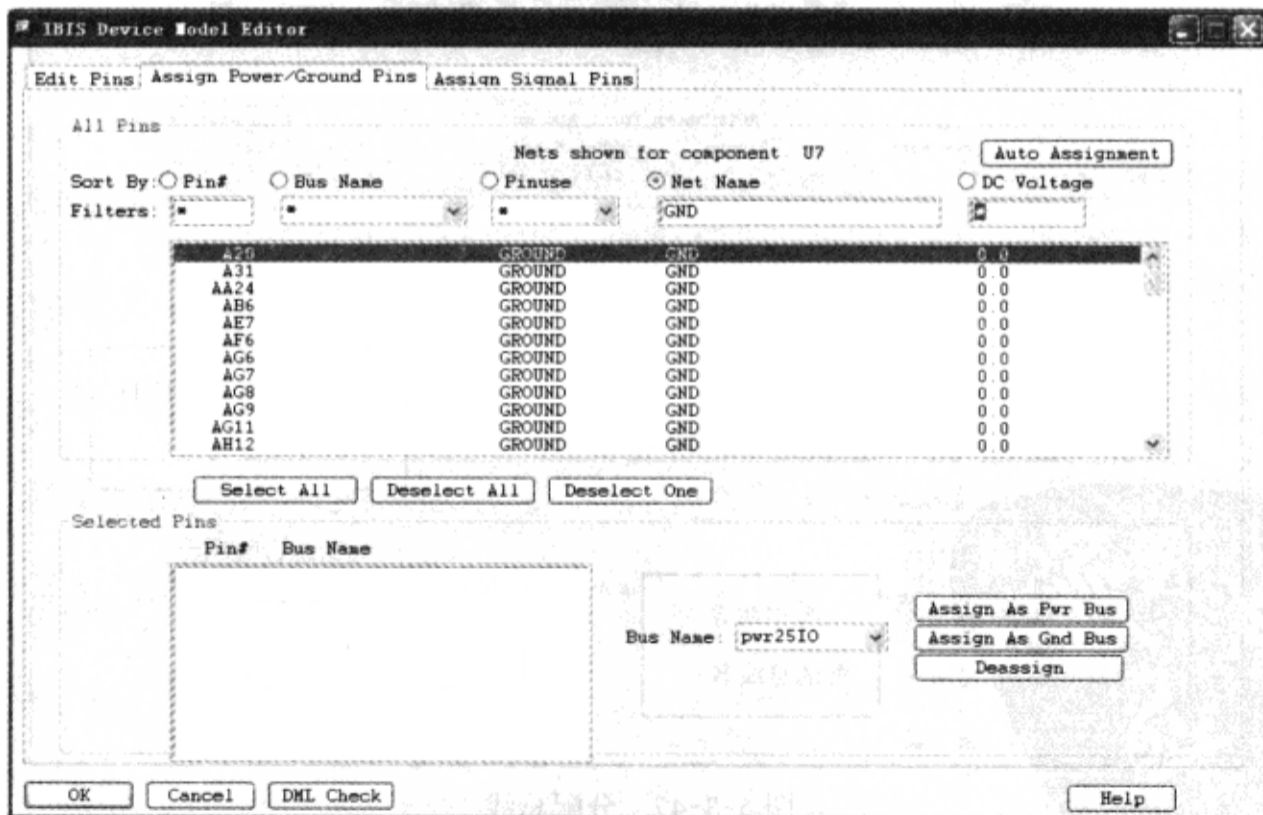 IBIS Device Model Editor
Edit Pins Assign Power/Ground Pins Assign Signal Pins
All Pins
Nets shown for component U7 Auto Assignment
Sort By: Pin# Bus Name Pinuse Net Name DC Voltage
Filters: * * * GND
A20 GROUND GND 0.0
A31 GROUND GND 0.0
AA24 GROUND GND 0.0
AB6 GROUND GND 0.0
AE7 GROUND GND 0.0
AF6 GROUND GND 0.0
AG6 GROUND GND 0.0
AG7 GROUND GND 0.0
AG8 GROUND GND 0.0
AG9 GROUND GND 0.0
AG11 GROUND GND 0.0
AH12 GROUND GND 0.0
Select All Deselect All Deselect One
Selected Pins
Pin# Bus Name
Assign As Pwr Bus
Bus Name: pwr25IO Assign As Gnd Bus
Deassign
OK Cancel DML Check Help